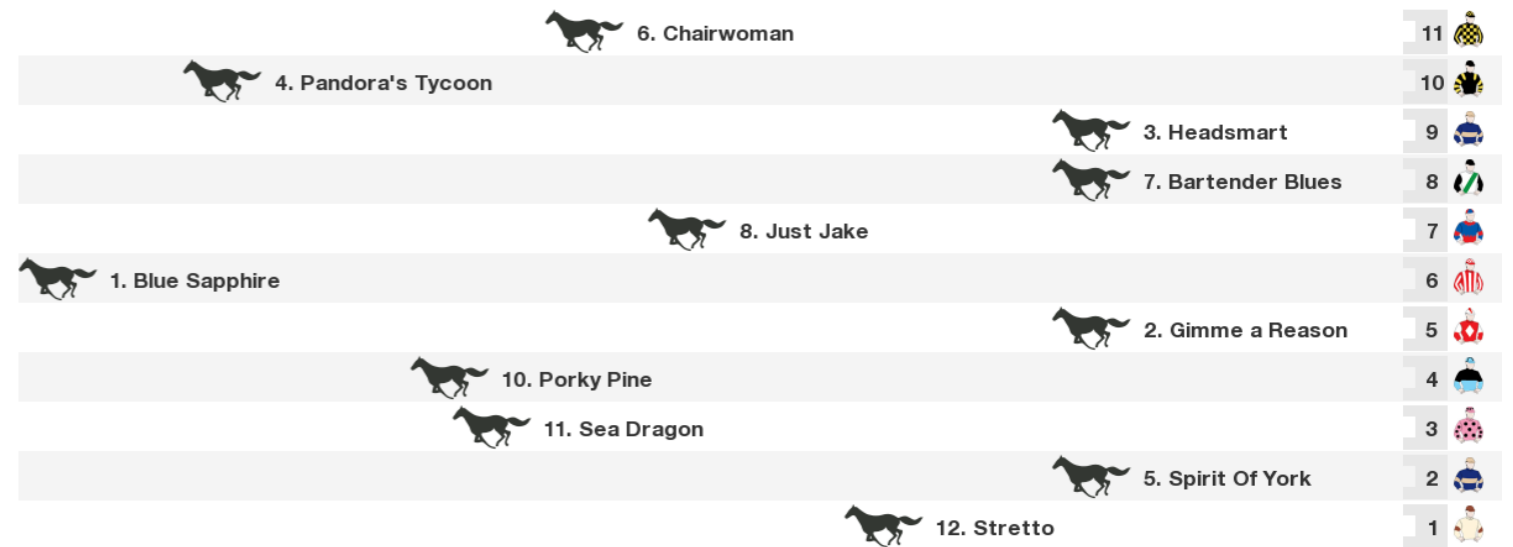 6. Chairwoman 11
4. Pandora's Tycoon 10
3. Headsmart 9
7. Bartender Blues 8
8. Just Jake 7
1. Blue Sapphire 6
2. Gimme a Reason 5
10. Porky Pine 4
11. Sea Dragon 3
5. Spirit Of York 2
12. Stretto 1